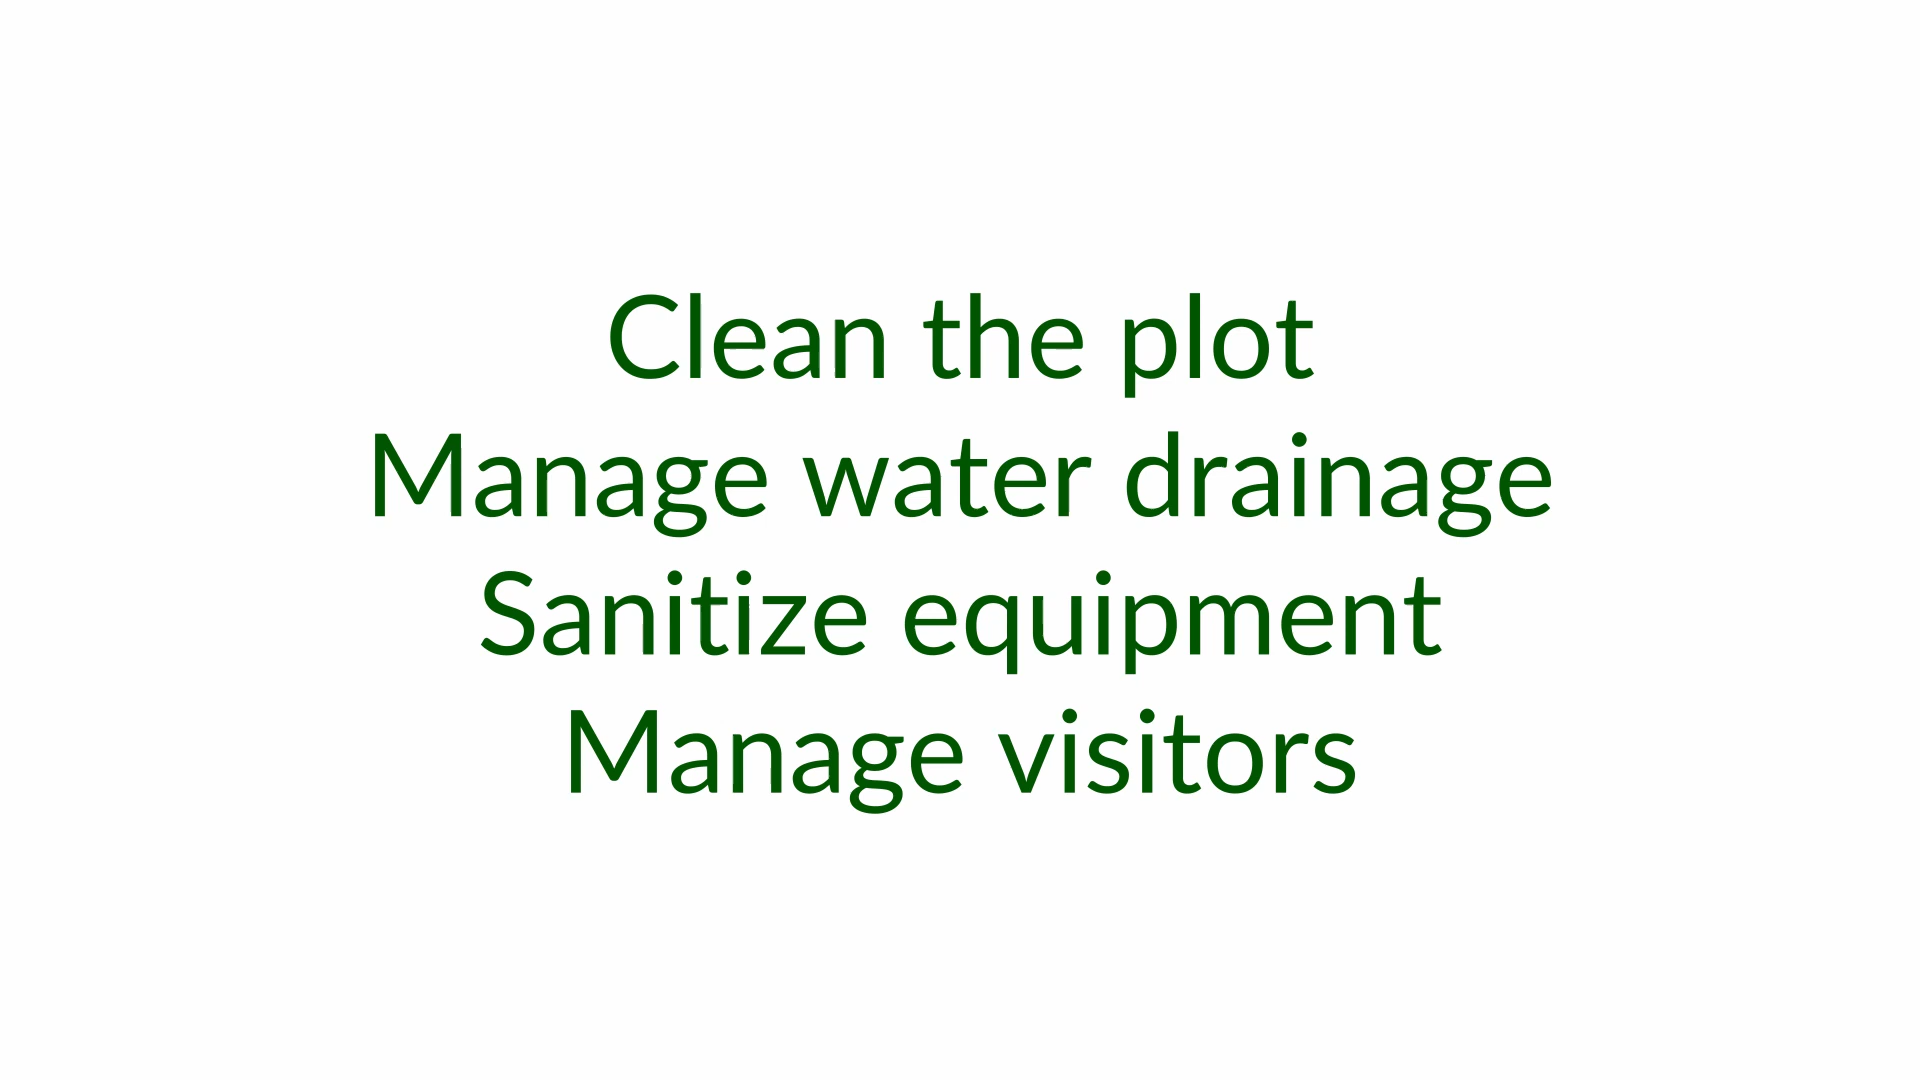 Clean the plot
Manage water drainage
Sanitize equipment
Manage visitors